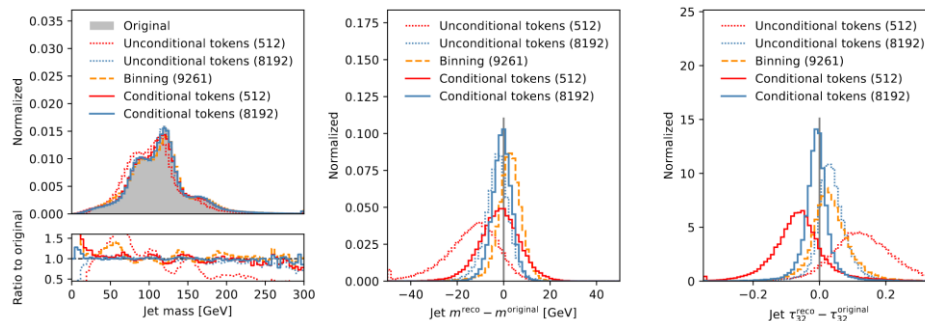 0.035
0.030
0.025
0.020
0.015
0.010
0.005
0.000
Normalized
Original
Unconditional tokens (512)
Unconditional tokens (8192)
Binning (9261)
Conditional tokens (512)
Conditional tokens (8192)
1.5
1.0
0.5
Ratio to original
0 50 100 150 200 250 300
Jet mass [GeV]
0.175
0.150
0.125
0.100
0.075
0.050
0.025
0.000
Normalized
Unconditional tokens (512)
Unconditional tokens (8192)
Binning (9261)
Conditional tokens (512)
Conditional tokens (8192)
−40 −20 0 20 40
Jet m^reco − m^original [GeV]
25
20
15
10
5
0
Normalized
Unconditional tokens (512)
Unconditional tokens (8192)
Binning (9261)
Conditional tokens (512)
Conditional tokens (8192)
−0.2 0.0 0.2
Jet τ₃₂^reco − τ₃₂^original